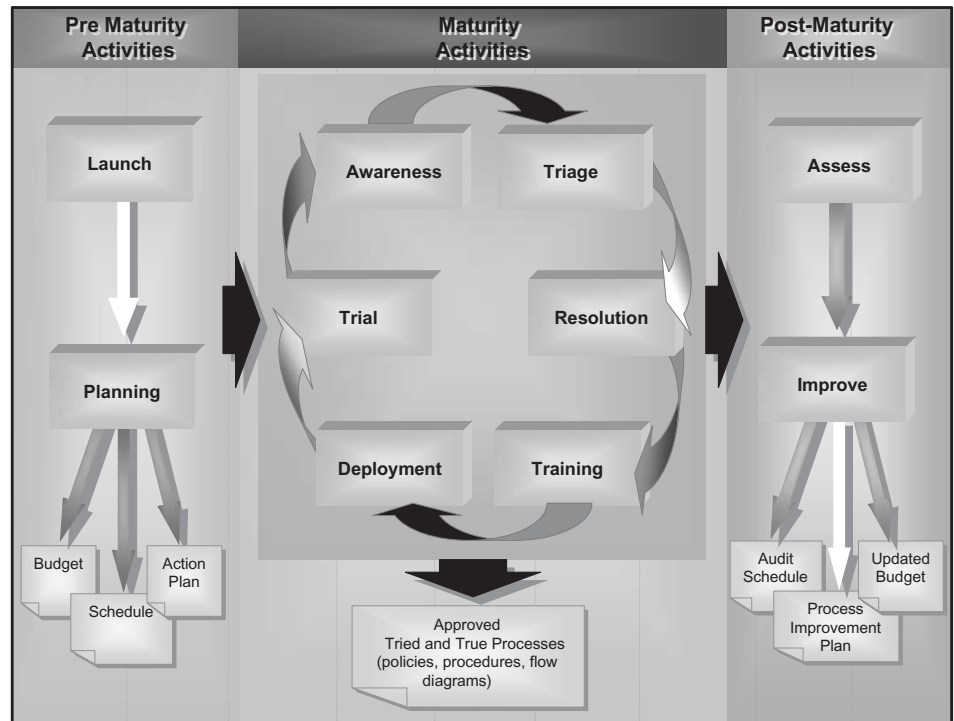 Pre Maturity
Activities
Maturity
Activities
Post-Maturity
Activities
Launch
Planning
Budget
Schedule
Action
Plan
Awareness
Triage
Trial
Resolution
Deployment
Training
Approved
Tried and True Processes
(policies, procedures, flow
diagrams)
Assess
Improve
Audit
Schedule
Process
Improvement
Plan
Updated
Budget